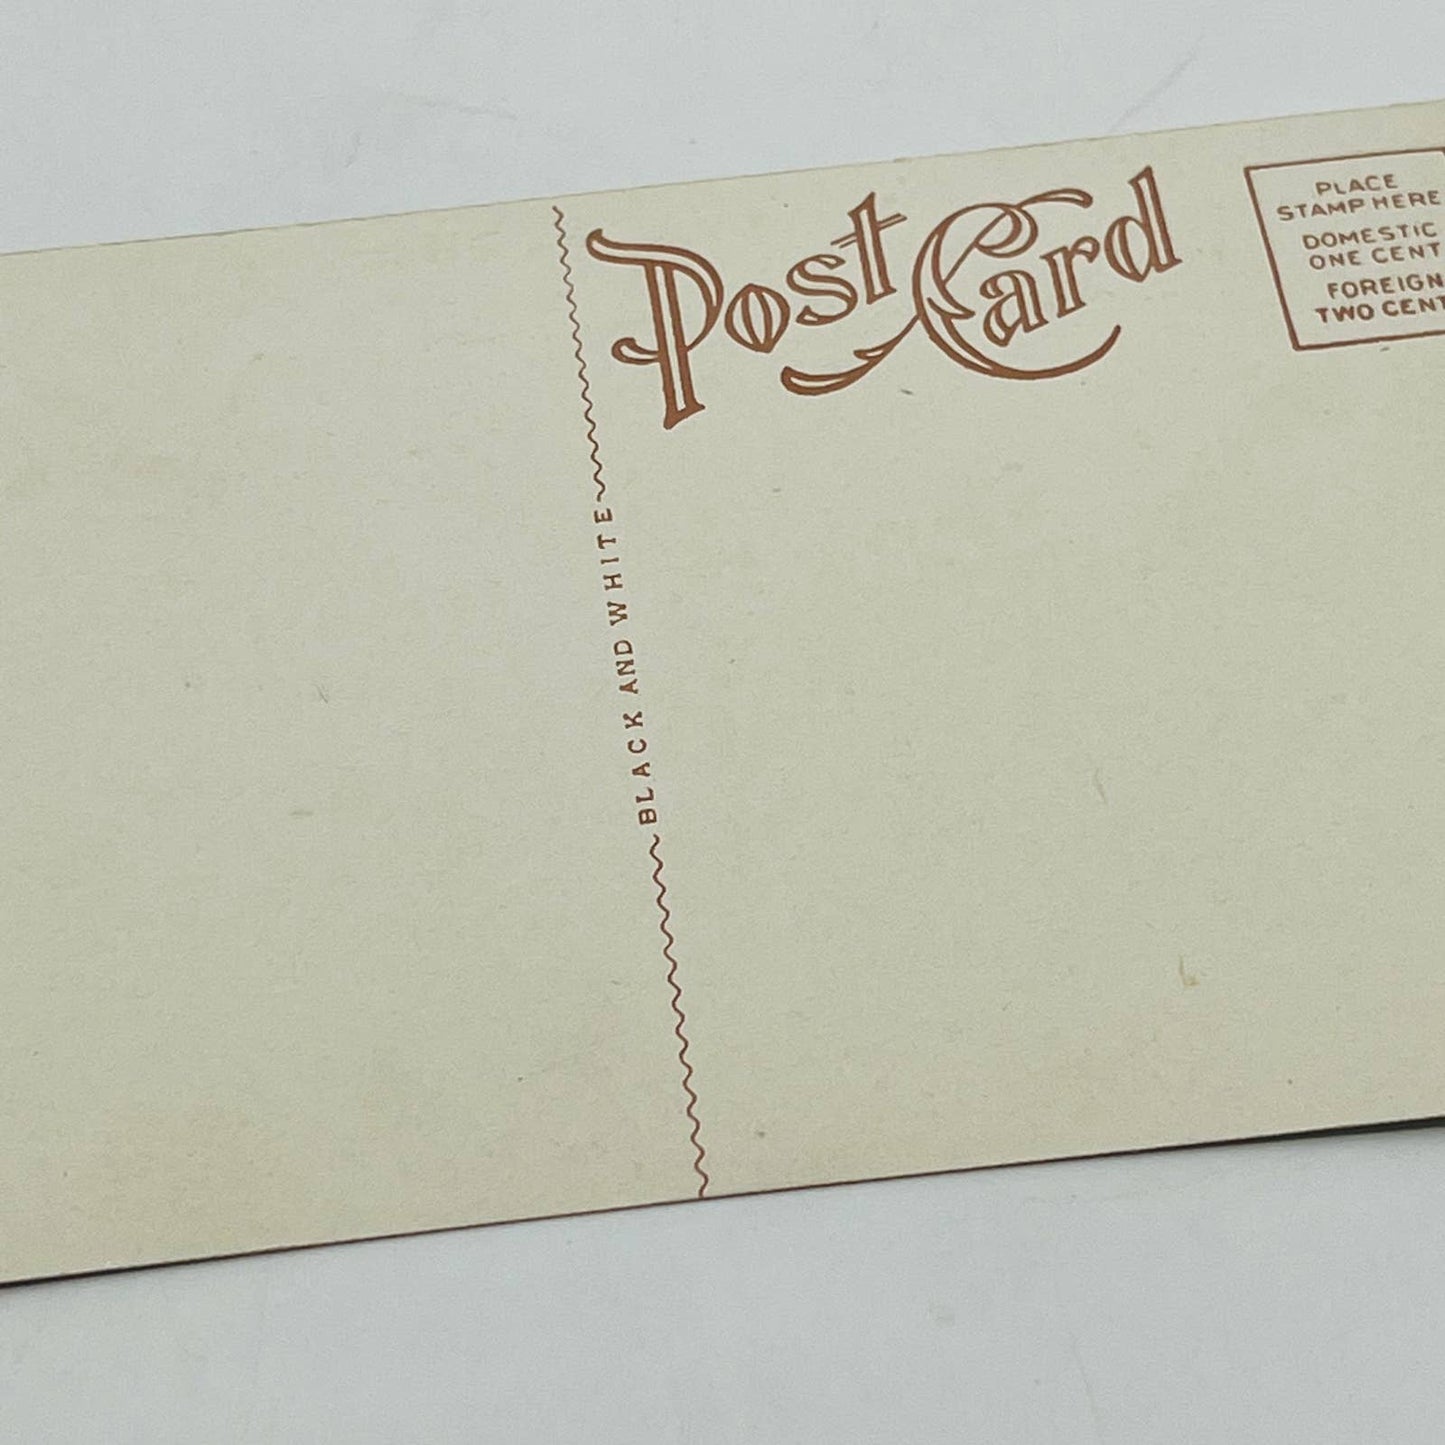 Post Card
PLACE
STAMP HERE
DOMESTIC
ONE CENT
FOREIGN
TWO CENT
BLACK AND WHITE